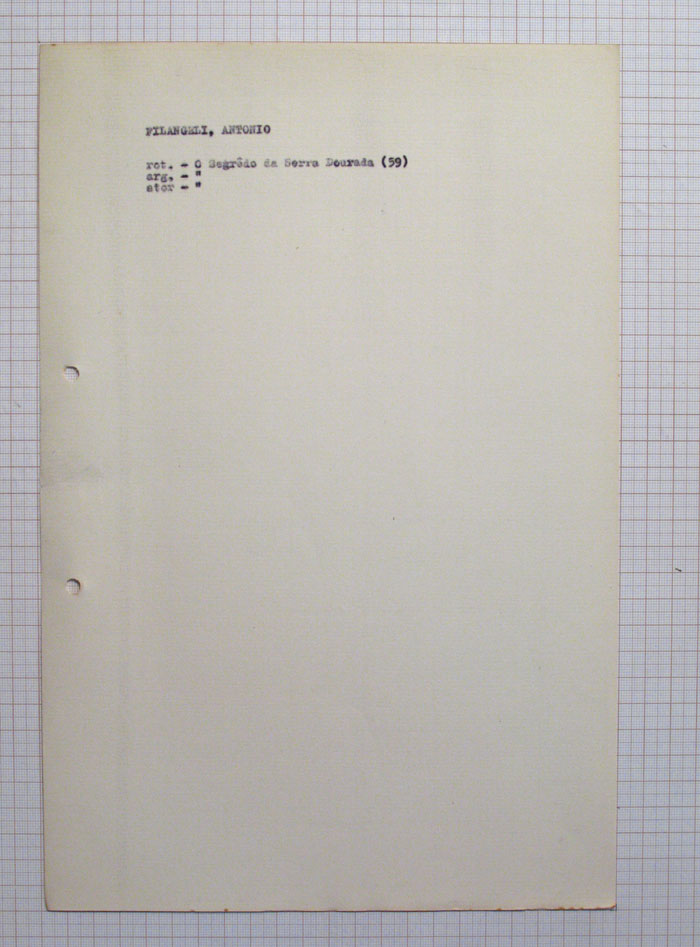 FILANGELI, ANTONIO
rot. - O Segrêdo da Serra Dourada (59)
arg. - "
ator - "